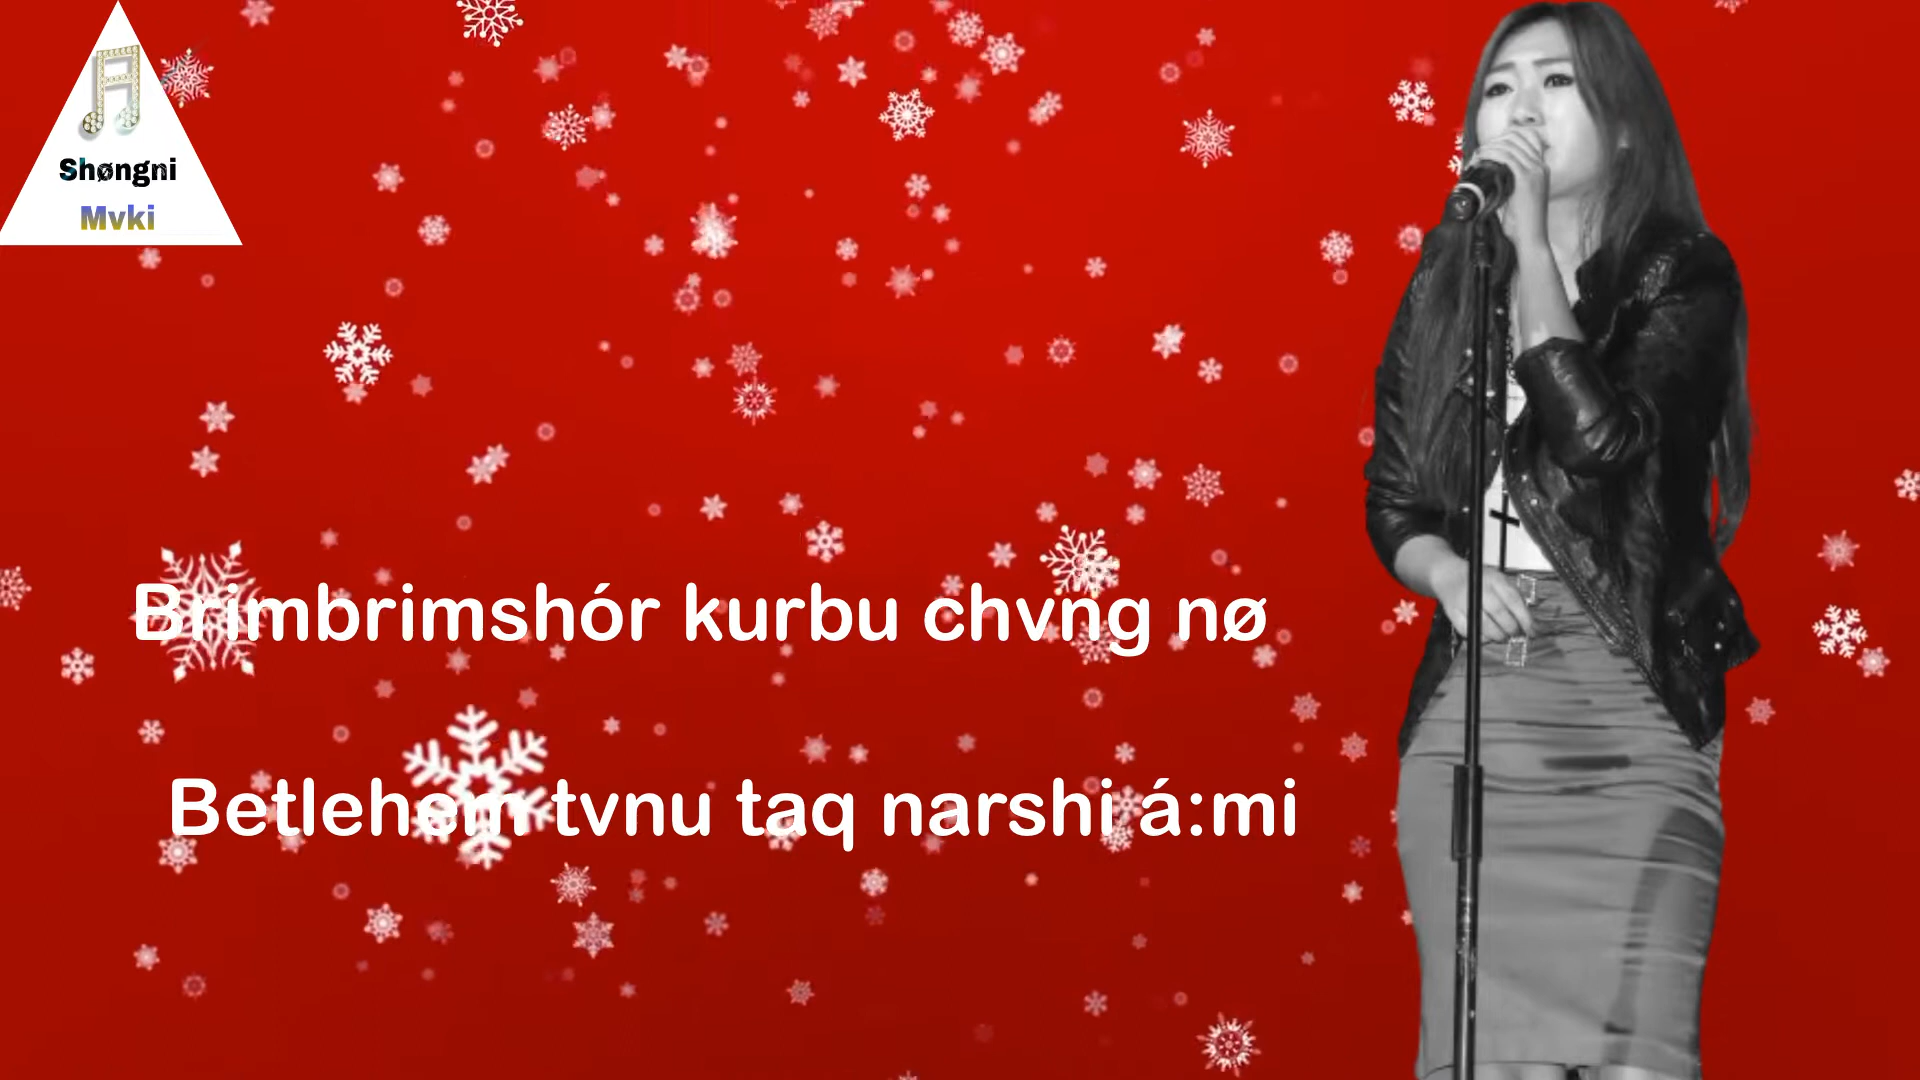 Shøngni
Mvki
Brimbrimshór kurbu chvng nø
Betlehem tvnu taq narshi á:mi